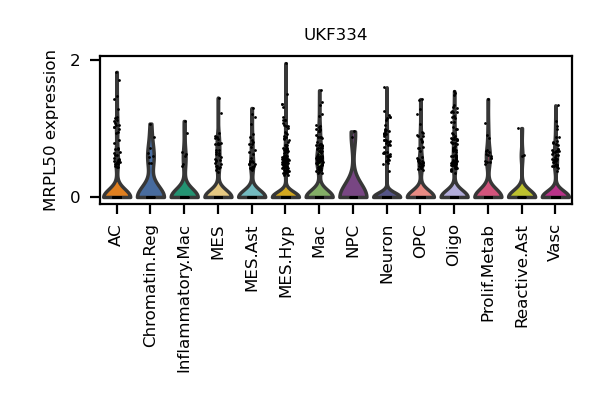 UKF334
MRPL50 expression
2
0
AC
Chromatin.Reg
Inflammatory.Mac
MES
MES.Ast
MES.Hyp
Mac
NPC
Neuron
OPC
Oligo
Prolif.Metab
Reactive.Ast
Vasc